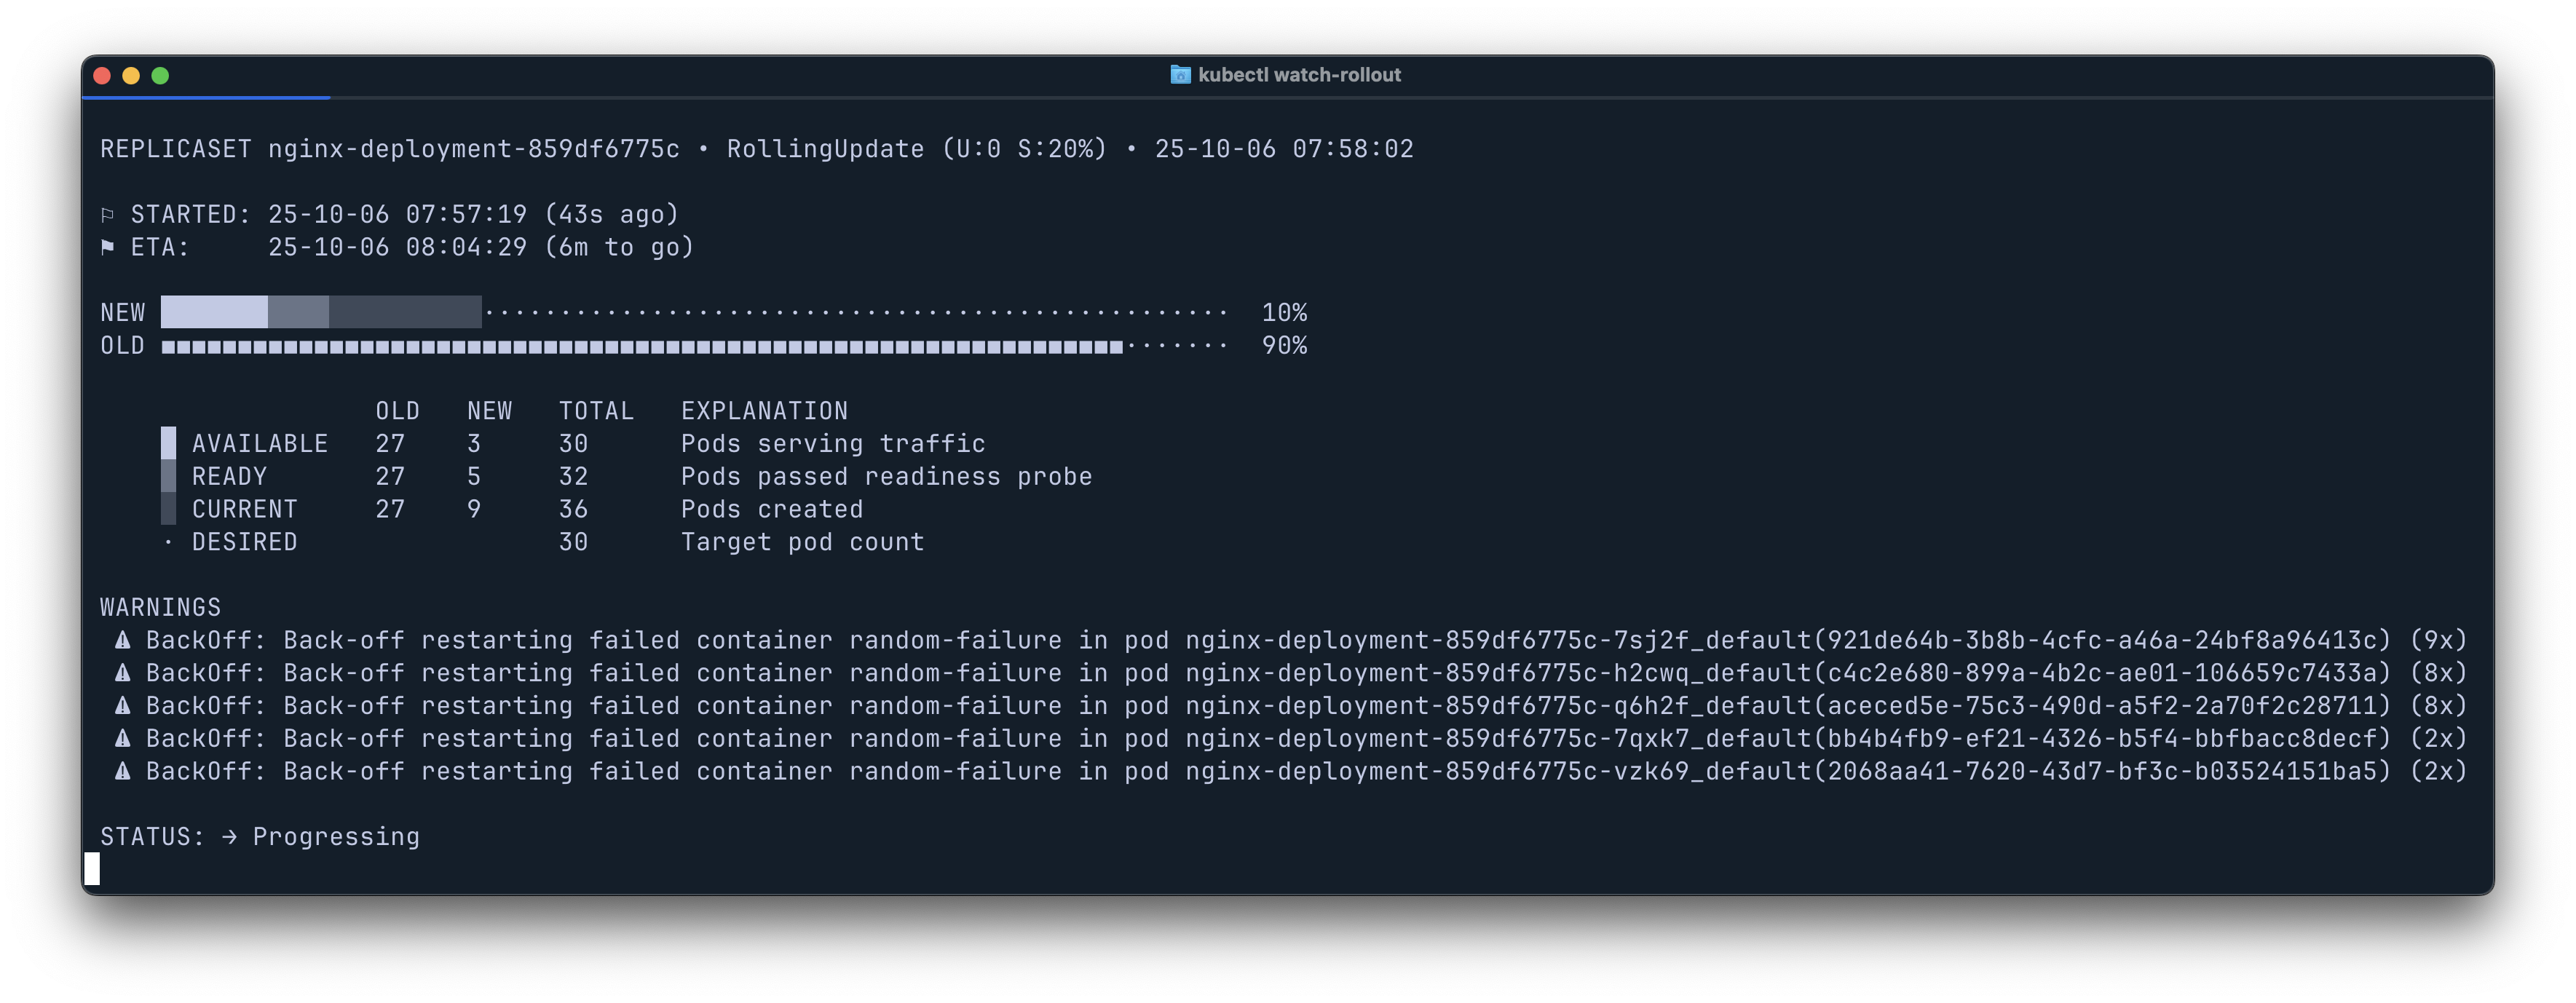 kubectl watch-rollout
REPLICASET nginx-deployment-859df6775c • RollingUpdate (U:0 S:20%) • 25-10-06 07:58:02
⚐ STARTED: 25-10-06 07:57:19 (43s ago)
⚑ ETA: 25-10-06 08:04:29 (6m to go)
NEW 10%
OLD 90%
OLD NEW TOTAL EXPLANATION
AVAILABLE 27 3 30 Pods serving traffic
READY 27 5 32 Pods passed readiness probe
CURRENT 27 9 36 Pods created
· DESIRED 30 Target pod count
WARNINGS
⚠ BackOff: Back-off restarting failed container random-failure in pod nginx-deployment-859df6775c-7sj2f_default(921de64b-3b8b-4cfc-a46a-24bf8a96413c) (9x)
⚠ BackOff: Back-off restarting failed container random-failure in pod nginx-deployment-859df6775c-h2cwq_default(c4c2e680-899a-4b2c-ae01-106659c7433a) (8x)
⚠ BackOff: Back-off restarting failed container random-failure in pod nginx-deployment-859df6775c-q6h2f_default(aceced5e-75c3-490d-a5f2-2a70f2c28711) (8x)
⚠ BackOff: Back-off restarting failed container random-failure in pod nginx-deployment-859df6775c-7qxk7_default(bb4b4fb9-ef21-4326-b5f4-bbfbacc8decf) (2x)
⚠ BackOff: Back-off restarting failed container random-failure in pod nginx-deployment-859df6775c-vzk69_default(2068aa41-7620-43d7-bf3c-b03524151ba5) (2x)
STATUS: → Progressing